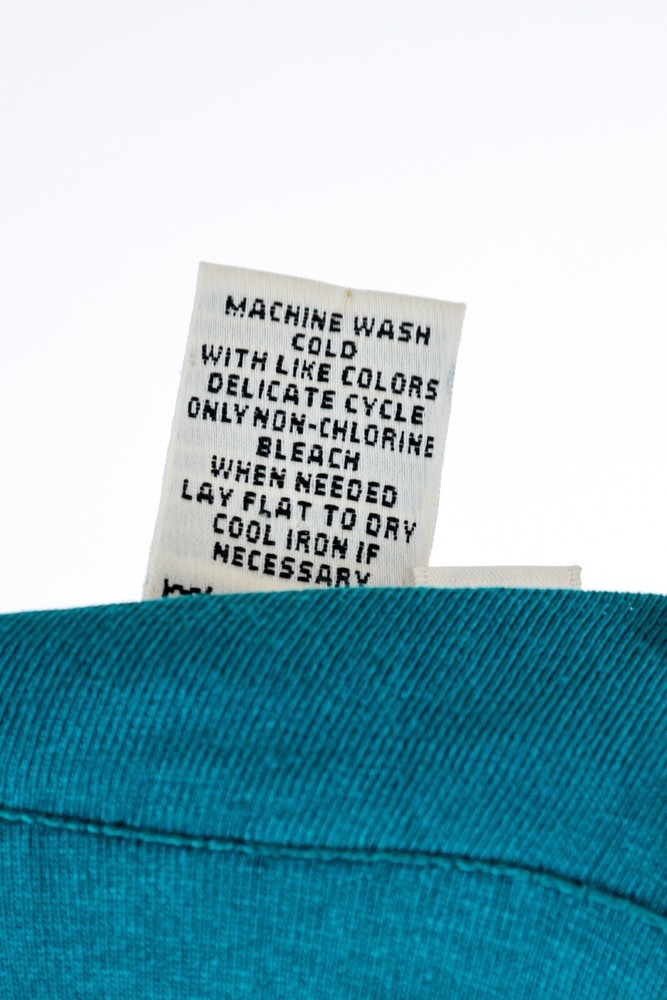 MACHINE WASH
COLD
WITH LIKE COLORS
DELICATE CYCLE
ONLY NON-CHLORINE
BLEACH
WHEN NEEDED
LAY FLAT TO DRY
COOL IRON IF
NECESSARY